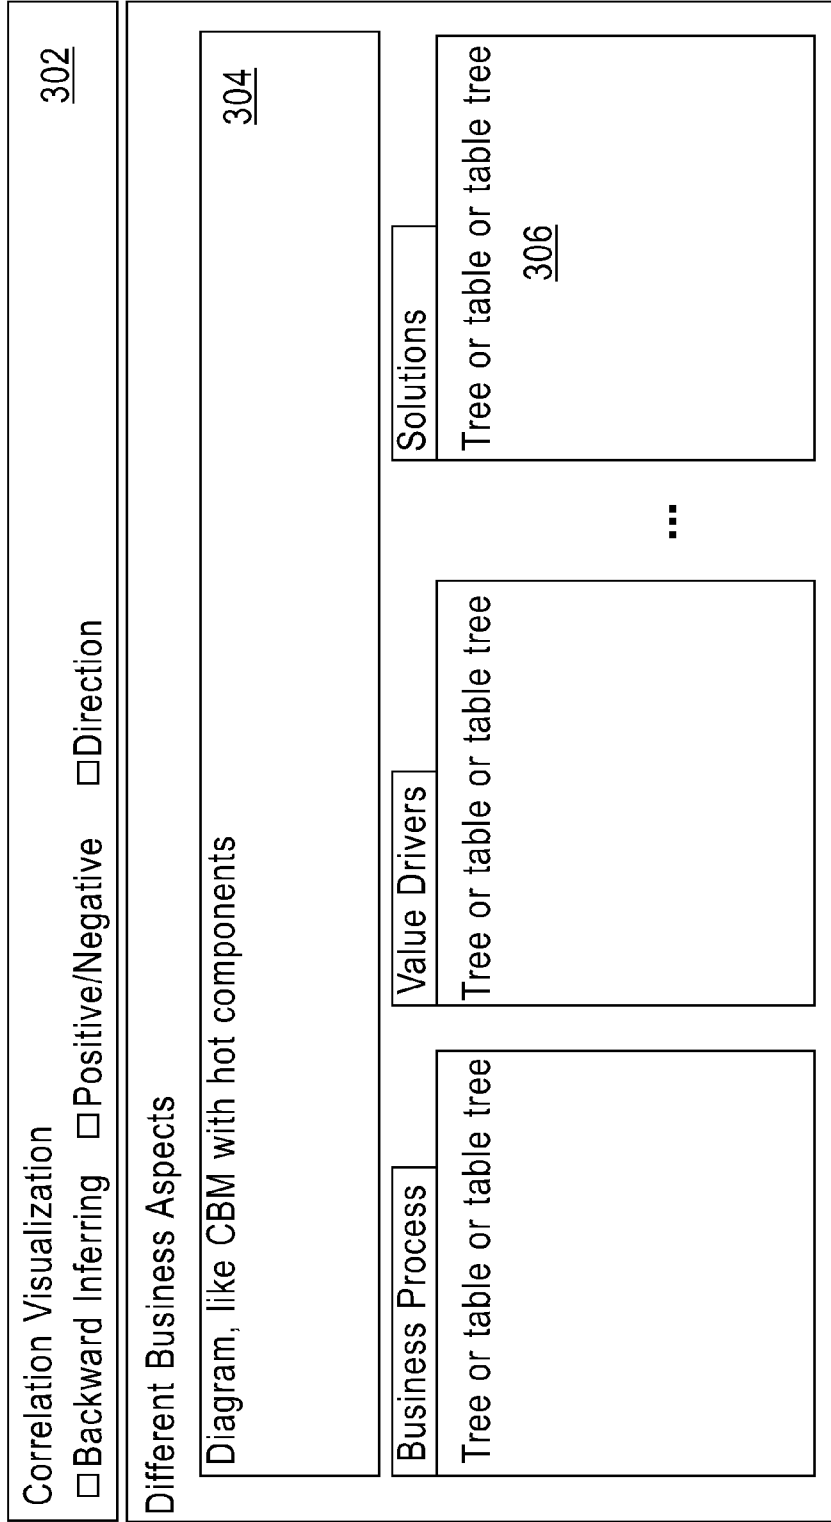 Correlation Visualization
302
☐Backward Inferring ☐Positive/Negative ☐Direction
Different Business Aspects
Diagram, like CBM with hot components
304
Business Process
Tree or table or table tree
Value Drivers
Tree or table or table tree
...
Solutions
Tree or table or table tree
306